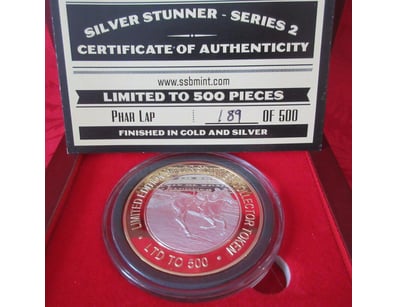 SILVER STUNNER - SERIES 2
CERTIFICATE OF AUTHENTICITY
www.ssbmint.com
LIMITED TO 500 PIECES
PHAR LAP 189 OF 500
FINISHED IN GOLD AND SILVER
LIMITED COLLECTOR TOKEN
LTD TO 500